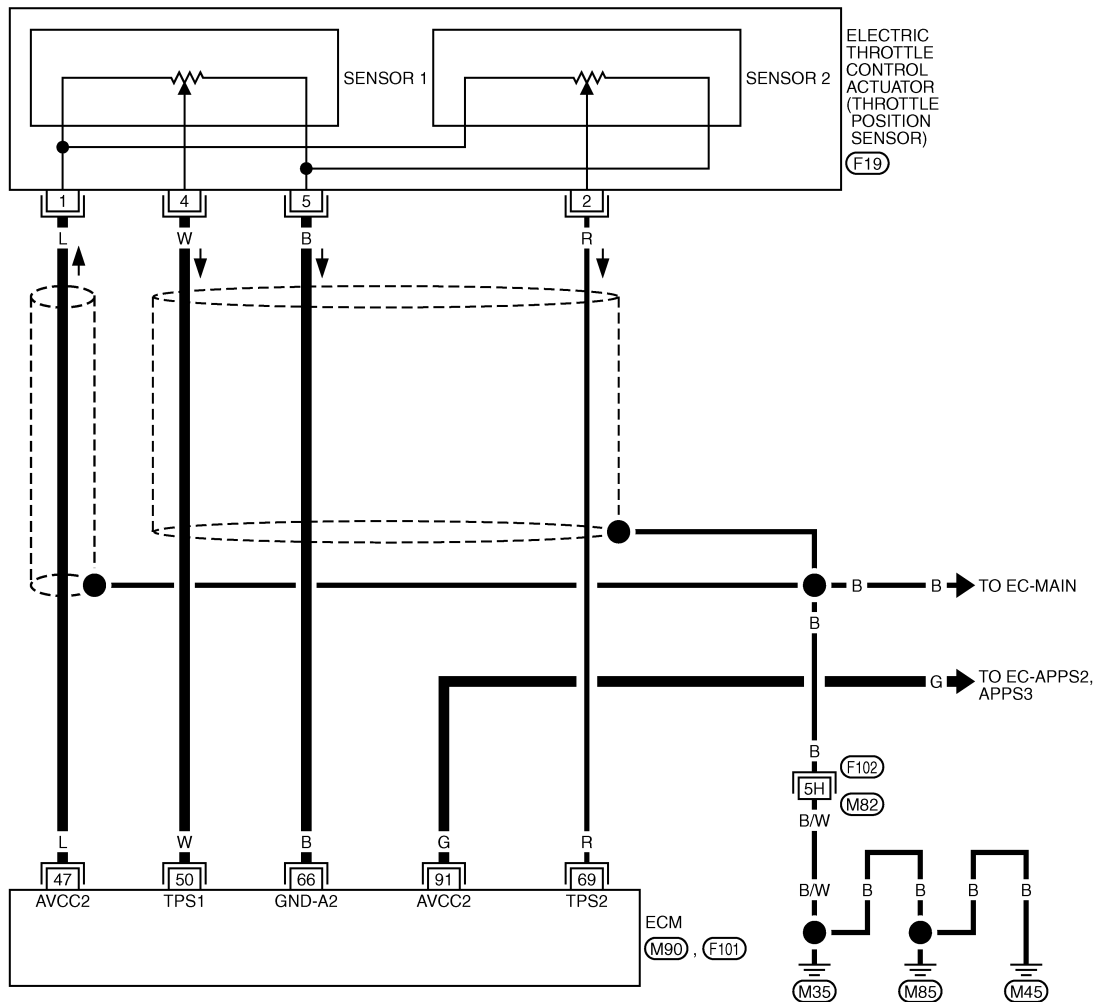 SENSOR 1
SENSOR 2
ELECTRIC
THROTTLE
CONTROL
ACTUATOR
(THROTTLE
POSITION
SENSOR)
F19
1
4
5
2
L
W
B
R
B
B
TO EC-MAIN
B
G
TO EC-APPS2,
APPS3
B
F102
5H
M82
B/W
L
W
B
G
R
47
50
66
91
69
AVCC2
TPS1
GND-A2
AVCC2
TPS2
B/W
B
B
B
B
ECM
M90 , F101
M35
M85
M45